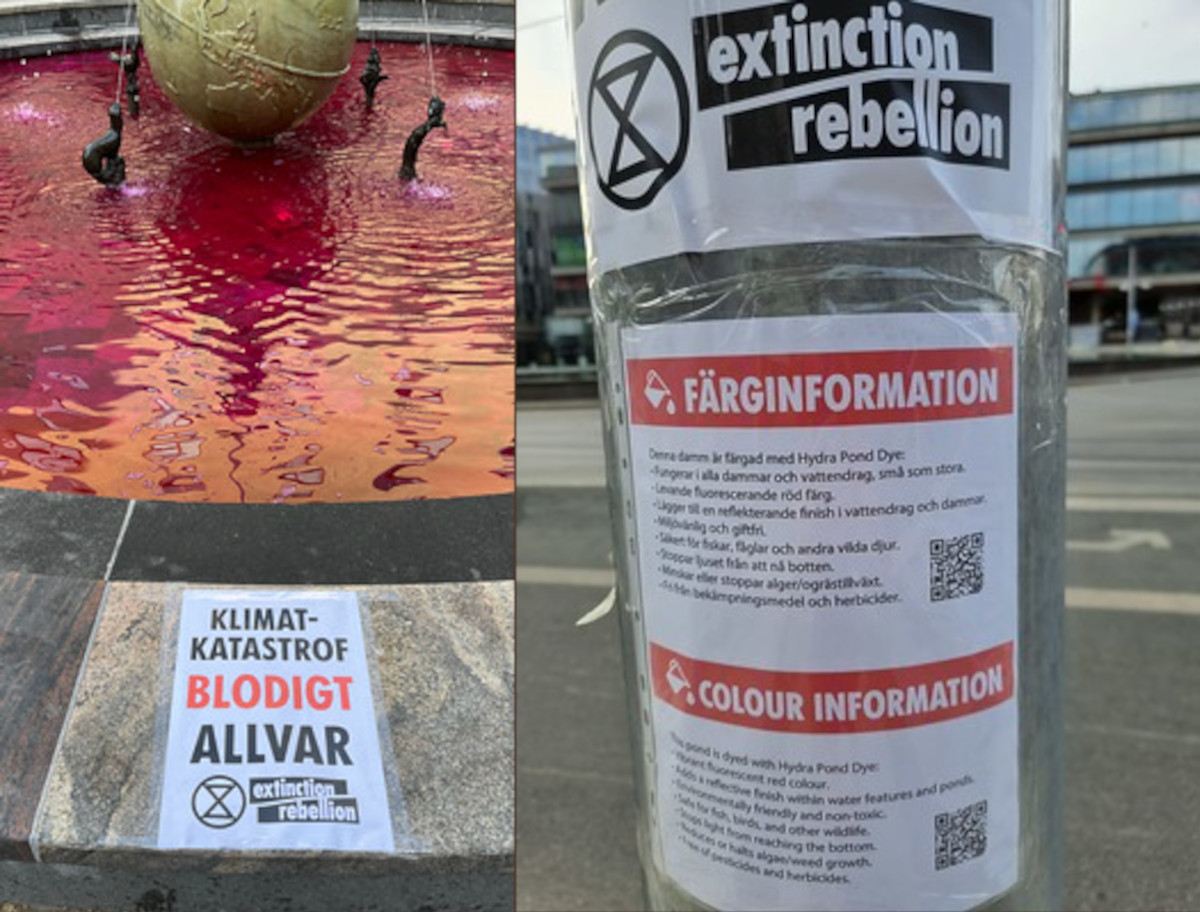 KLIMAT-
KATASTROF
BLODIGT
ALLVAR
extinction
rebellion
extinction
rebellion
FÄRGINFORMATION
Denna damm är färgad med Hydra Pond Dye:
• Fungerar i alla dammar och vattendrag, små som stora.
• Levande fluorescerande röd färg.
• Lägger till en reflekterande finish i vattendrag och dammar.
• Miljövänlig och giftfri.
• Säkert för fiskar, fåglar och andra vilda djur.
• Stoppar ljuset från att nå botten.
• Minskar eller stoppar alger/ogrästillväxt.
• Fri från bekämpningsmedel och herbicider.
COLOUR INFORMATION
This pond is dyed with Hydra Pond Dye:
• Vibrant fluorescent red colour.
• Adds a reflective finish within water features and ponds.
• Environmentally friendly and non-toxic.
• Safe for fish, birds, and other wildlife.
• Stops light from reaching the bottom.
• Reduces or halts algae/weed growth.
• Free of pesticides and herbicides.